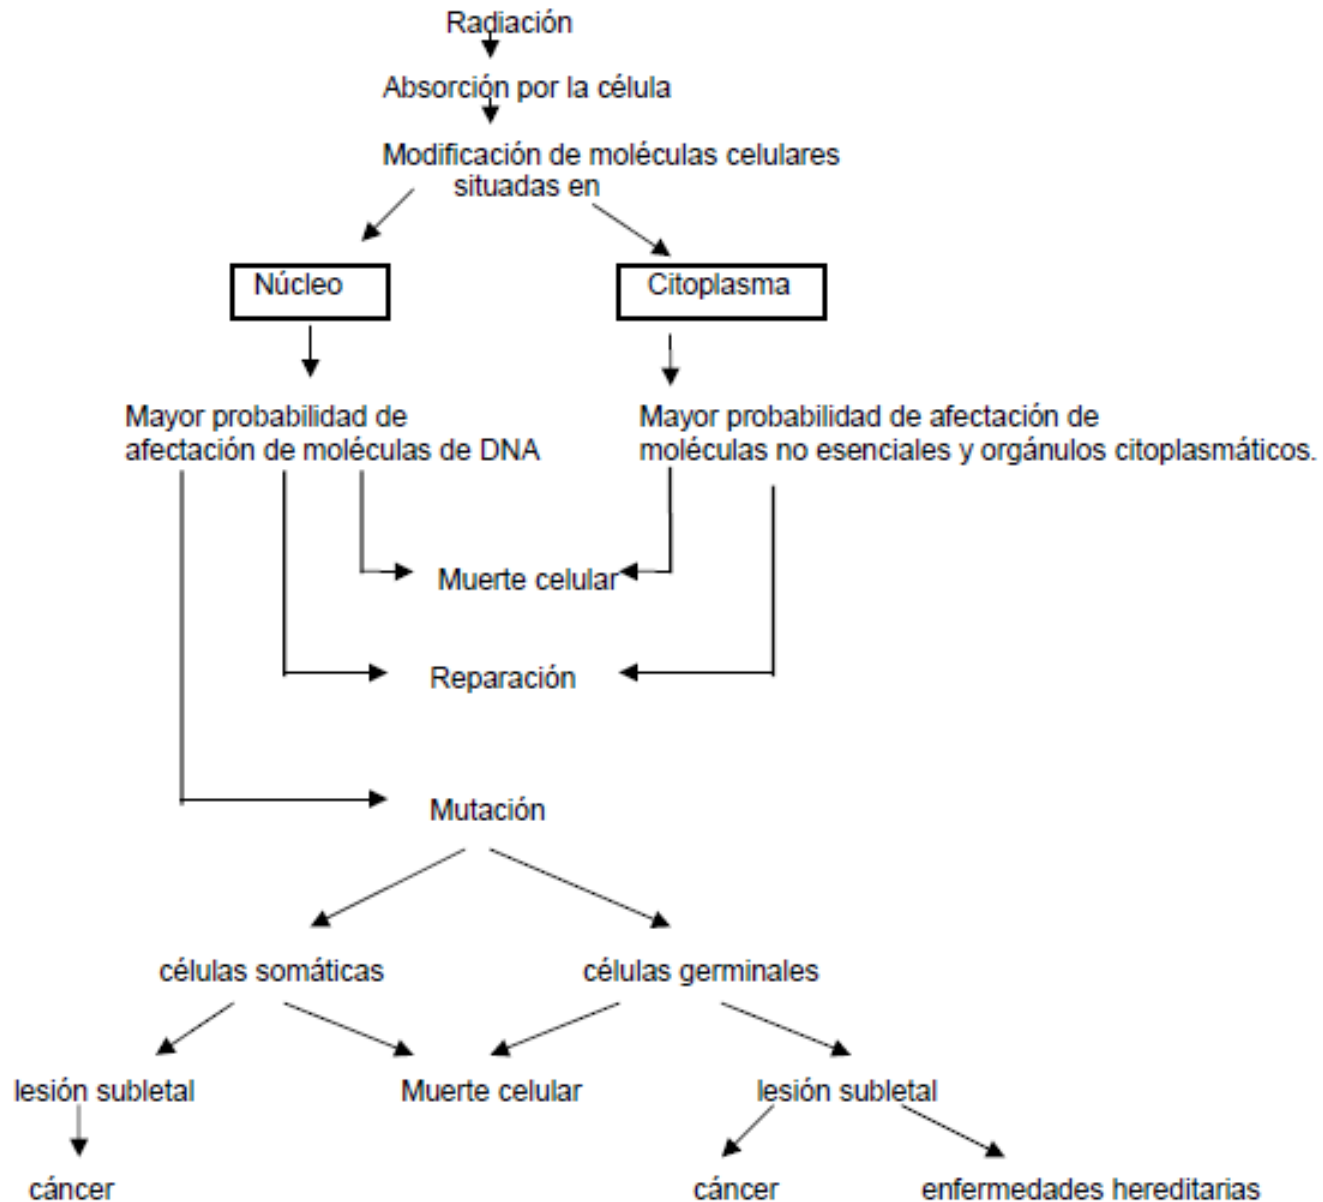 Radiación
Absorción por la célula
Modificación de moléculas celulares
situadas en
Núcleo
Citoplasma
Mayor probabilidad de
afectación de moléculas de DNA
Mayor probabilidad de afectación de
moléculas no esenciales y orgánulos citoplasmáticos.
Muerte celular
Reparación
Mutación
células somáticas
células germinales
lesión subletal
Muerte celular
lesión subletal
cáncer
cáncer
enfermedades hereditarias